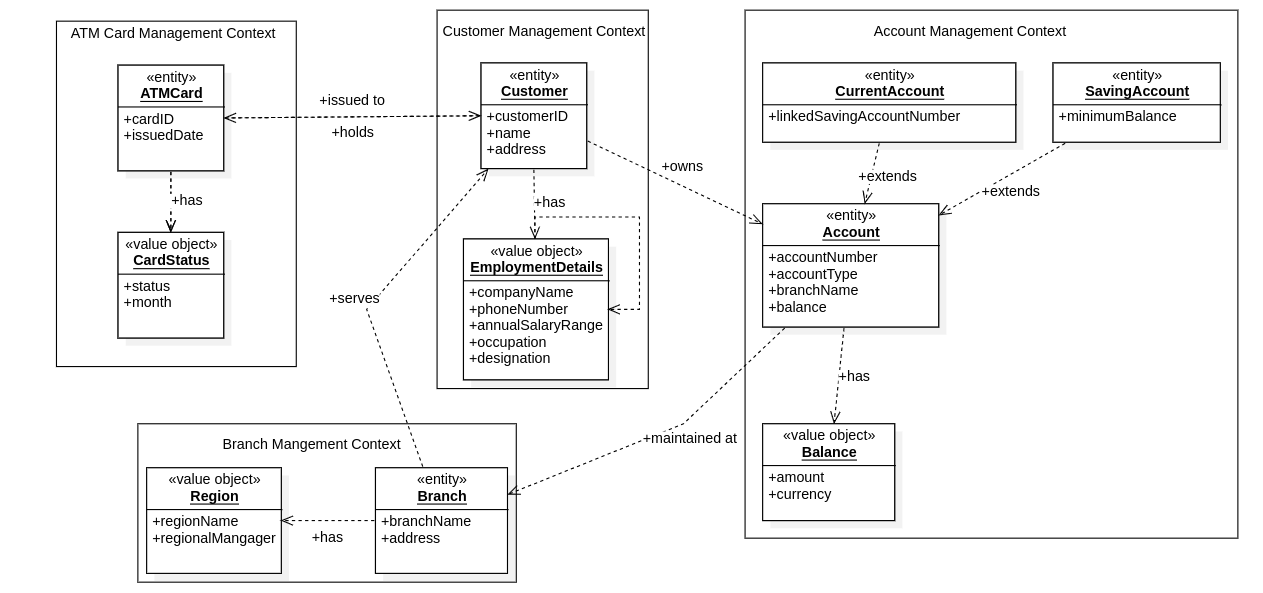 ATM Card Management Context
«entity»
ATMCard
+cardID
+issuedDate
+has
«value object»
CardStatus
+status
+month
+issued to
+holds
Customer Management Context
«entity»
Customer
+customerID
+name
+address
+has
«value object»
EmploymentDetails
+companyName
+phoneNumber
+annualSalaryRange
+occupation
+designation
+owns
+serves
Account Management Context
«entity»
CurrentAccount
+linkedSavingAccountNumber
«entity»
SavingAccount
+minimumBalance
+extends
+extends
«entity»
Account
+accountNumber
+accountType
+branchName
+balance
+has
+maintained at
«value object»
Balance
+amount
+currency
Branch Mangement Context
«value object»
Region
+regionName
+regionalMangager
+has
«entity»
Branch
+branchName
+address